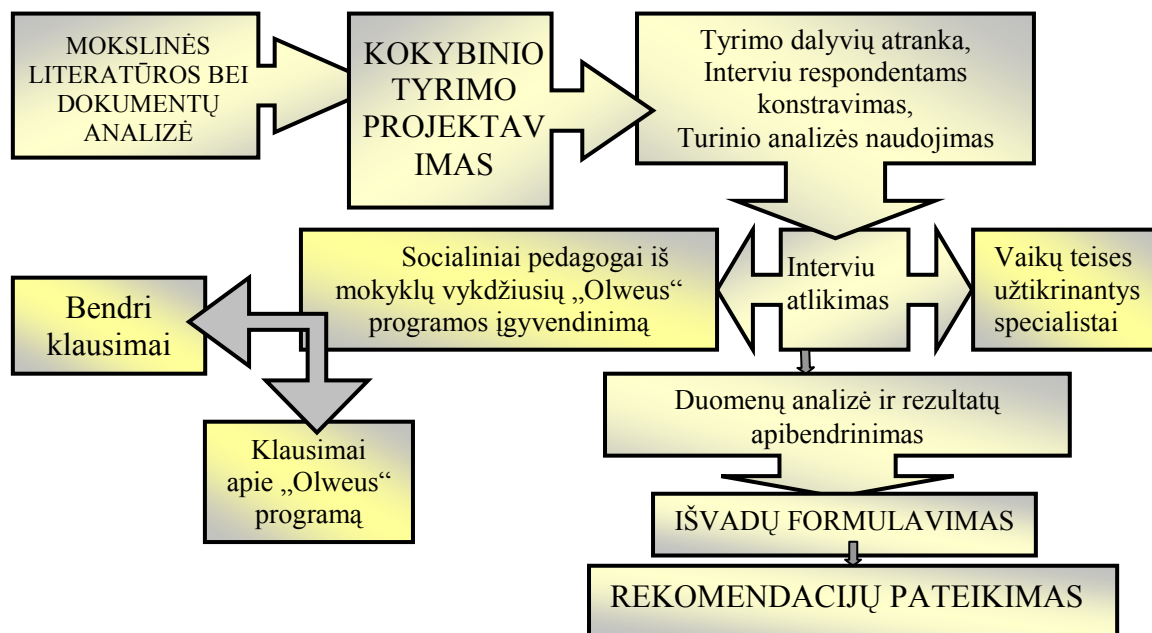 MOKSLINĖS
LITERATŪROS BEI
DOKUMENTŲ
ANALIZĖ
KOKYBINIO
TYRIMO
PROJEKTAV
IMAS
Tyrimo dalyvių atranka,
Interviu respondentams
konstravimas,
Turinio analizės naudojimas
Socialiniai pedagogai iš
mokyklų vykdžiusių „Olweus“
programos įgyvendinimą
Interviu
atlikimas
Vaikų teises
užtikrinantys
specialistai
Bendri
klausimai
Klausimai
apie „Olweus“
programą
Duomenų analizė ir rezultatų
apibendrinimas
IŠVADŲ FORMULAVIMAS
REKOMENDACIJŲ PATEIKIMAS